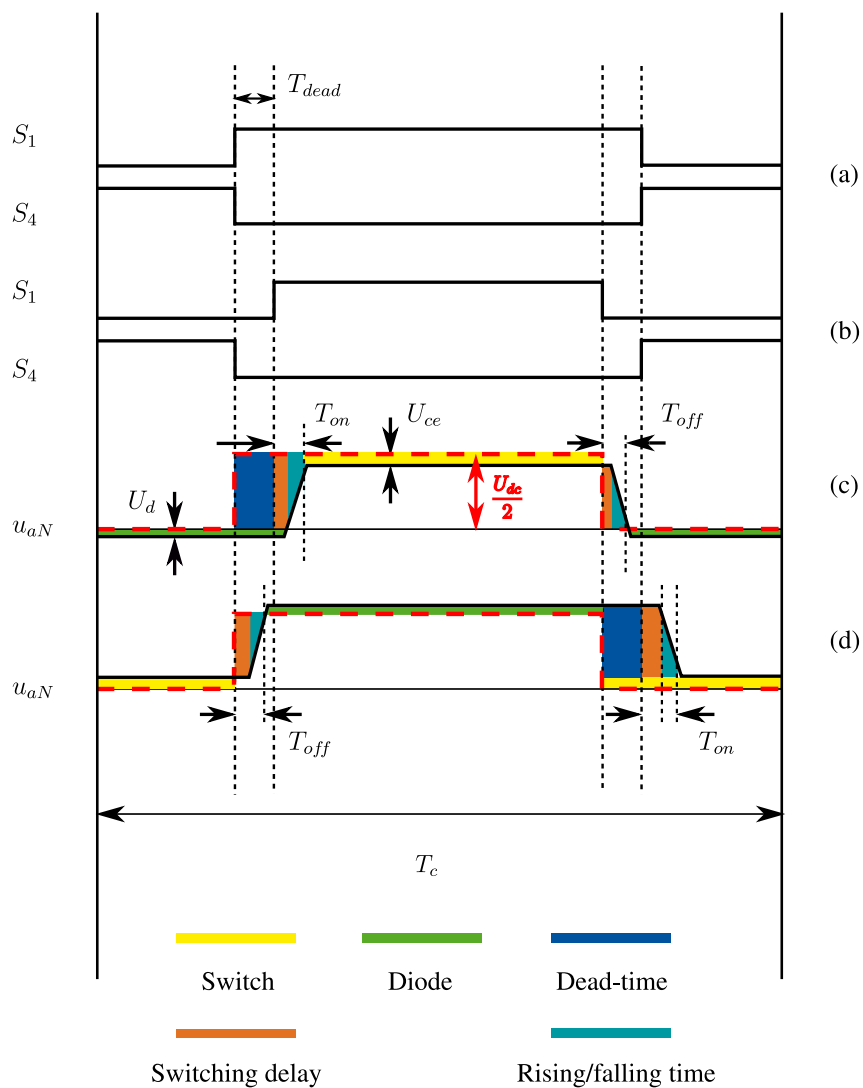 T_dead
S_1
(a)
S_4
S_1
(b)
S_4
T_on
U_ce
T_off
U_d
U_dc/2
(c)
u_aN
(d)
u_aN
T_off
T_on
T_c
Switch
Diode
Dead-time
Switching delay
Rising/falling time